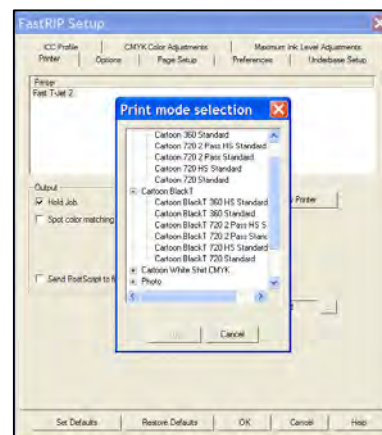 FastRIP Setup
ICC Profile CMYK Color Adjustments Maximum Ink Level Adjustments
Printer Options Page Setup Preferences Underbase Setup
Printer
Fast T-Jet 2
Print mode selection
Cartoon 360 Standard
Cartoon 720 2 Pass HS Standard
Cartoon 720 2 Pass Standard
Cartoon 720 HS Standard
Cartoon 720 Standard
Cartoon BlackT
Cartoon BlackT 360 HS Standard
Cartoon BlackT 360 Standard
Cartoon BlackT 720 2 Pass HS S
Cartoon BlackT 720 2 Pass Stand
Cartoon BlackT 720 HS Standard
Cartoon BlackT 720 Standard
Cartoon White Shirt CMYK
Photo
Cancel
Output
Hold Job
Printer
Spot color matching
Send PostScript to fi
...
Set Defaults Restore Defaults OK Cancel Help